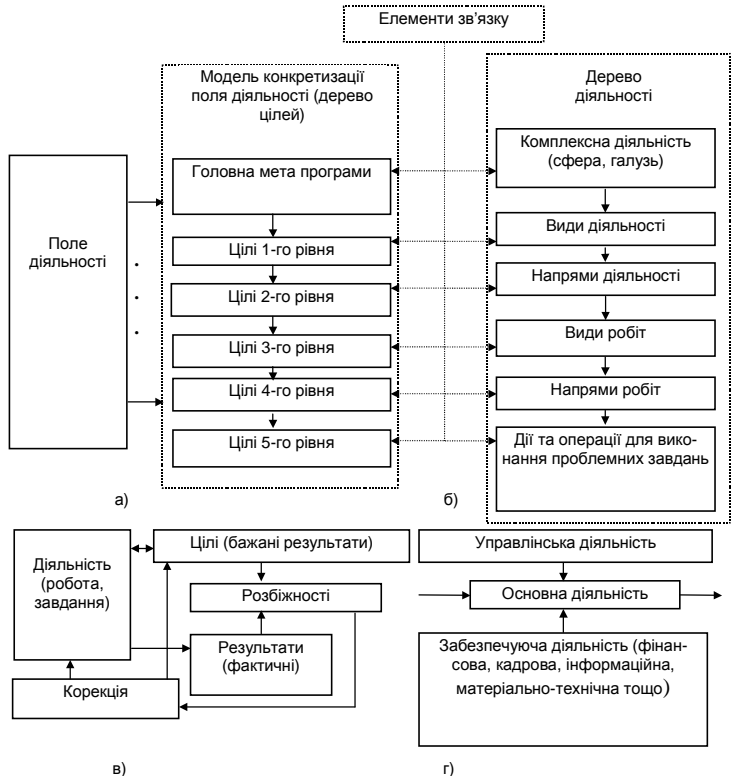 Елементи зв'язку
Модель конкретизації
поля діяльності (дерево
цілей)
Дерево
діяльності
Поле
діяльності
Головна мета програми
Цілі 1-го рівня
Цілі 2-го рівня
Цілі 3-го рівня
Цілі 4-го рівня
Цілі 5-го рівня
Комплексна діяльність
(сфера, галузь)
Види діяльності
Напрями діяльності
Види робіт
Напрями робіт
Дії та операції для вико-
нання проблемних завдань
а)
б)
Діяльність
(робота,
завдання)
Цілі (бажані результати)
Розбіжності
Результати
(фактичні)
Корекція
Управлінська діяльність
Основна діяльність
Забезпечуюча діяльність (фінан-
сова, кадрова, інформаційна,
матеріально-технічна тощо)
в)
г)